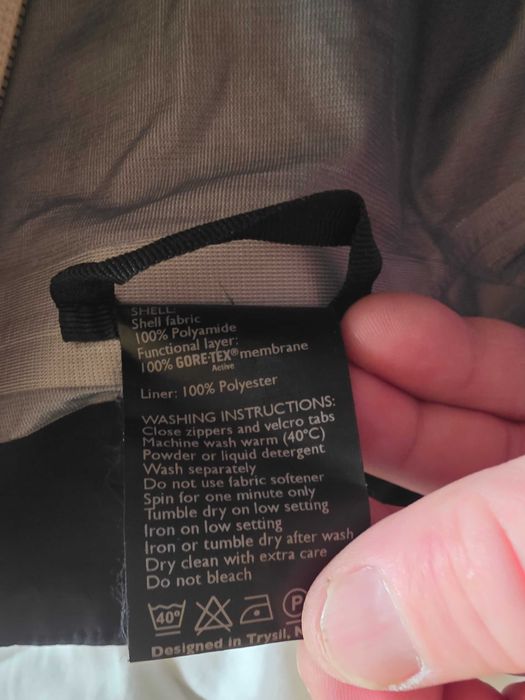 SHELL:
Shell fabric
100% Polyamide
Functional layer:
100% GORE-TEX® membrane
Active
Liner: 100% Polyester
WASHING INSTRUCTIONS:
Close zippers and velcro tabs
Machine wash warm (40°C)
Powder or liquid detergent
Wash separately
Do not use fabric softener
Spin for one minute only
Tumble dry on low setting
Iron on low setting
Iron or tumble dry after wash
Dry clean with extra care
Do not bleach
40° P
Designed in Trysil,